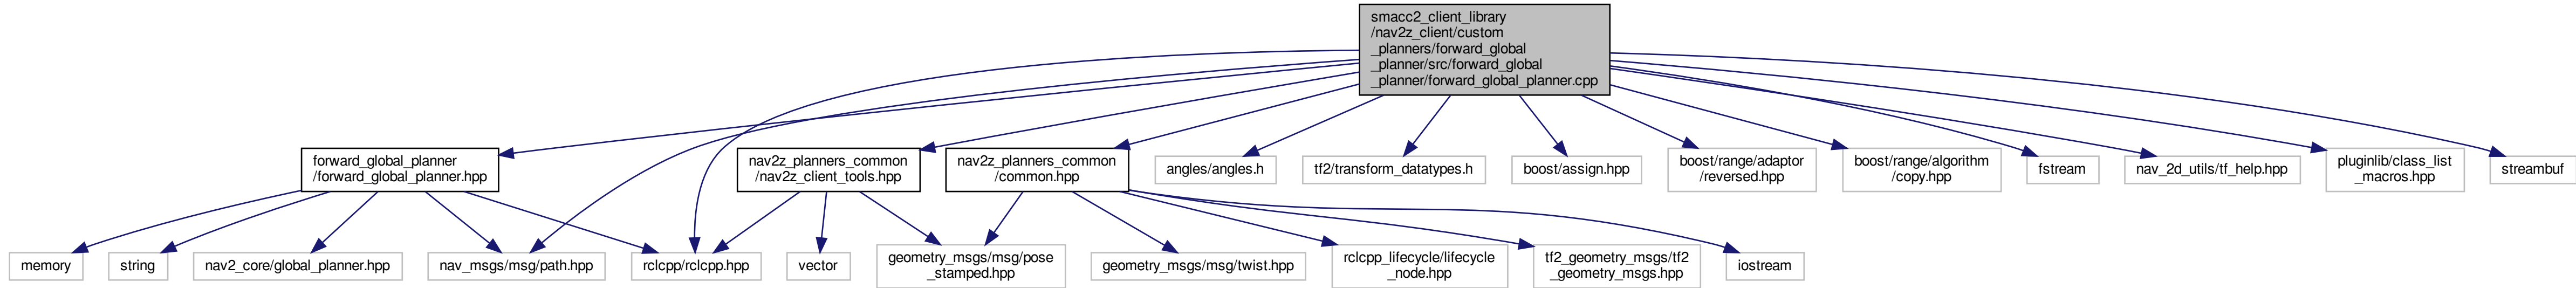 smacc2_client_library
/nav2z_client/custom
_planners/forward_global
_planner/src/forward_global
_planner/forward_global_planner.cpp
forward_global_planner
/forward_global_planner.hpp
nav2z_planners_common
/nav2z_client_tools.hpp
nav2z_planners_common
/common.hpp
angles/angles.h
tf2/transform_datatypes.h
boost/assign.hpp
boost/range/adaptor
/reversed.hpp
boost/range/algorithm
/copy.hpp
fstream
nav_2d_utils/tf_help.hpp
pluginlib/class_list
_macros.hpp
streambuf
memory
string
nav2_core/global_planner.hpp
nav_msgs/msg/path.hpp
rclcpp/rclcpp.hpp
vector
geometry_msgs/msg/pose
_stamped.hpp
geometry_msgs/msg/twist.hpp
rclcpp_lifecycle/lifecycle
_node.hpp
tf2_geometry_msgs/tf2
_geometry_msgs.hpp
iostream